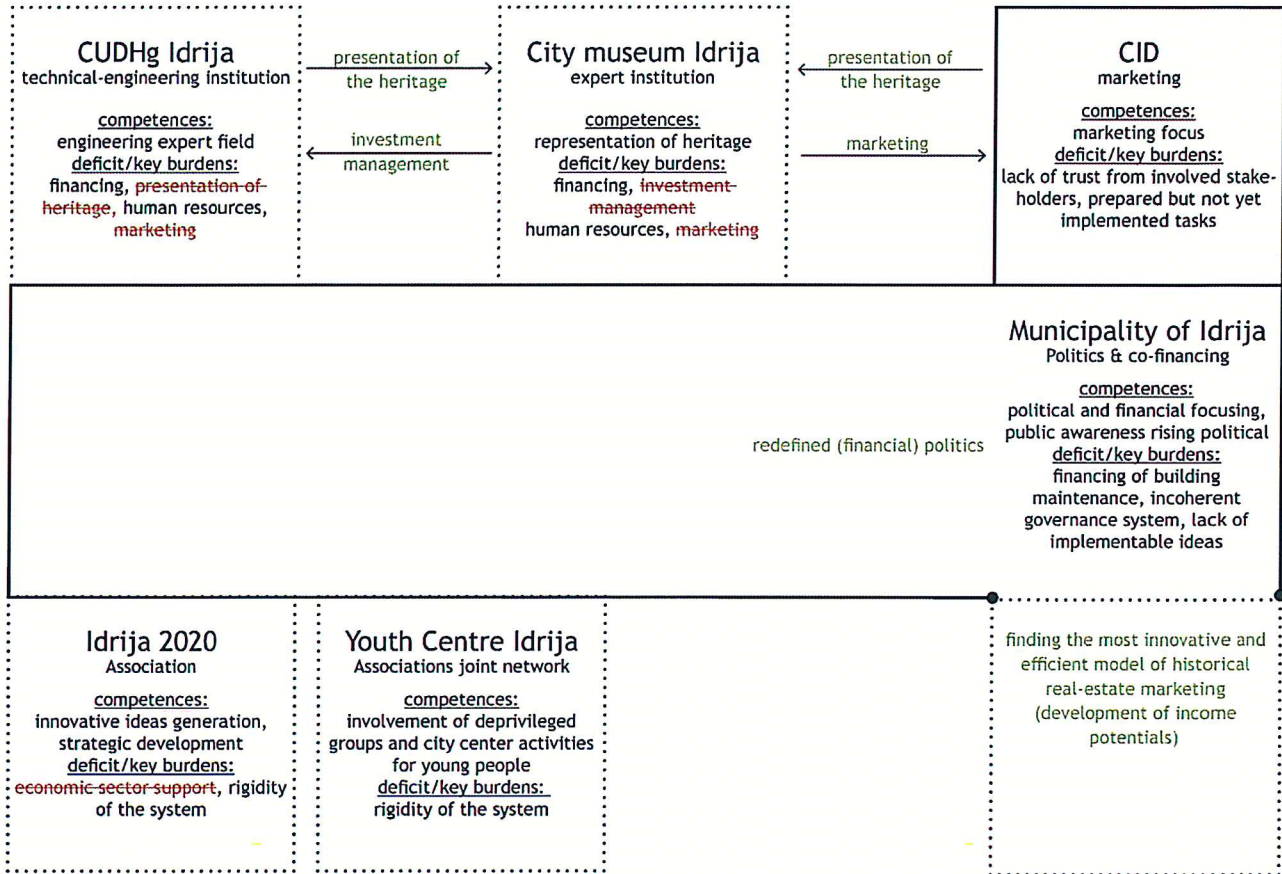 CUDHg Idrija
technical-engineering institution
competences:
engineering expert field
deficit/key burdens:
financing, presentation of
heritage, human resources,
marketing
presentation of
the heritage
investment
management
City museum Idrija
expert institution
competences:
representation of heritage
deficit/key burdens:
financing, investment
management
human resources, marketing
presentation of
the heritage
marketing
CID
marketing
competences:
marketing focus
deficit/key burdens:
lack of trust from involved stake-
holders, prepared but not yet
implemented tasks
redefined (financial) politics
Municipality of Idrija
Politics & co-financing
competences:
political and financial focusing,
public awareness rising political
deficit/key burdens:
financing of building
maintenance, incoherent
governance system, lack of
implementable ideas
Idrija 2020
Association
competences:
innovative ideas generation,
strategic development
deficit/key burdens:
economic sector support, rigidity
of the system
Youth Centre Idrija
Associations joint network
competences:
involvement of deprivileged
groups and city center activities
for young people
deficit/key burdens:
rigidity of the system
finding the most innovative and
efficient model of historical
real-estate marketing
(development of income
potentials)